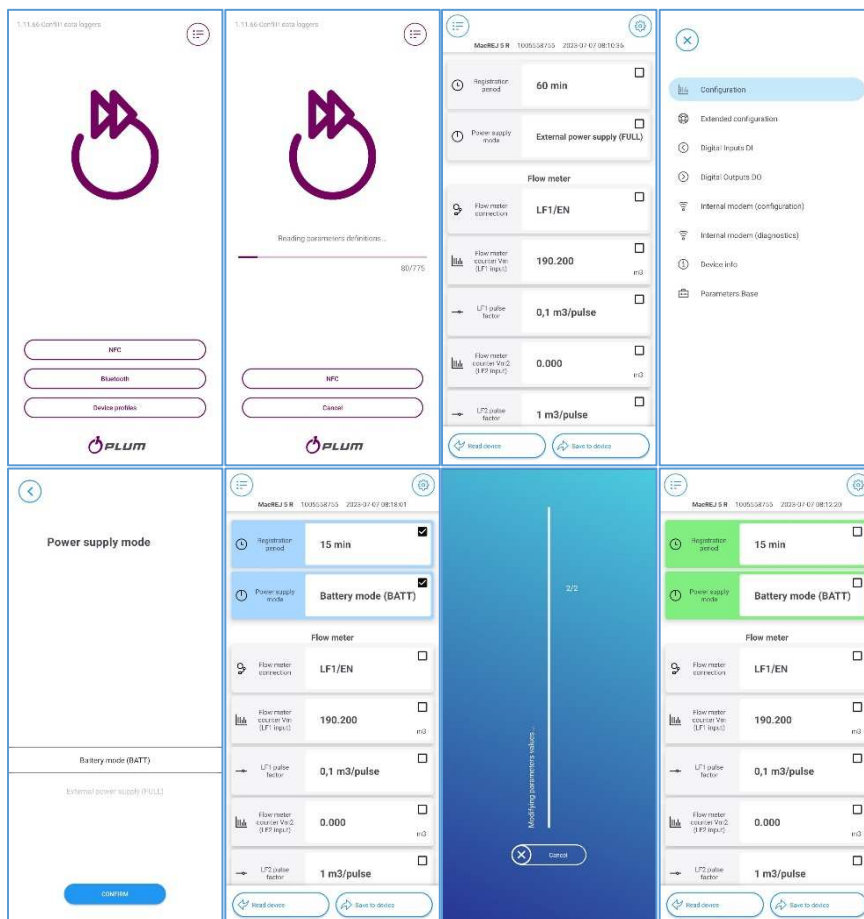 1.11.66 Confit! data loggers
NFC
Bluetooth
Device profiles
PLUM
1.11.66 Confit! data loggers
Reading parameters definitions...
80/775
NFC
Cancel
PLUM
MacREJ 5 R 1005558755 2023-07-07 08:10:35
Registration
period
60 min
Power supply
mode
External power supply (FULL)
Flow meter
Flow meter
connection
LF1/EN
Flow meter
counter Vm
(LF1 input)
190.200
m3
LF1 pulse
factor
0,1 m3/pulse
Flow meter
counter Vm2
(LF2 input)
0.000
m3
LF2 pulse
factor
1 m3/pulse
Read device
Save to device
Configuration
Extended configuration
Digital Inputs DI
Digital Outputs DO
Internal modem (configuration)
Internal modem (diagnostics)
Device info
Parameters Base
Power supply mode
Battery mode (BATT)
External power supply (FULL)
CONFIRM
MacREJ 5 R 1005558755 2023-07-07 08:18:01
Registration
period
15 min
Power supply
mode
Battery mode (BATT)
Flow meter
Flow meter
connection
LF1/EN
Flow meter
counter Vm
(LF1 input)
190.200
m3
LF1 pulse
factor
0,1 m3/pulse
Flow meter
counter Vm2
(LF2 input)
0.000
m3
LF2 pulse
factor
1 m3/pulse
Read device
Save to device
2/2
Modifying parameters values...
Cancel
MacREJ 5 R 1005558755 2023-07-07 08:12:20
Registration
period
15 min
Power supply
mode
Battery mode (BATT)
Flow meter
Flow meter
connection
LF1/EN
Flow meter
counter Vm
(LF1 input)
190.200
m3
LF1 pulse
factor
0,1 m3/pulse
Flow meter
counter Vm2
(LF2 input)
0.000
m3
LF2 pulse
factor
1 m3/pulse
Read device
Save to device